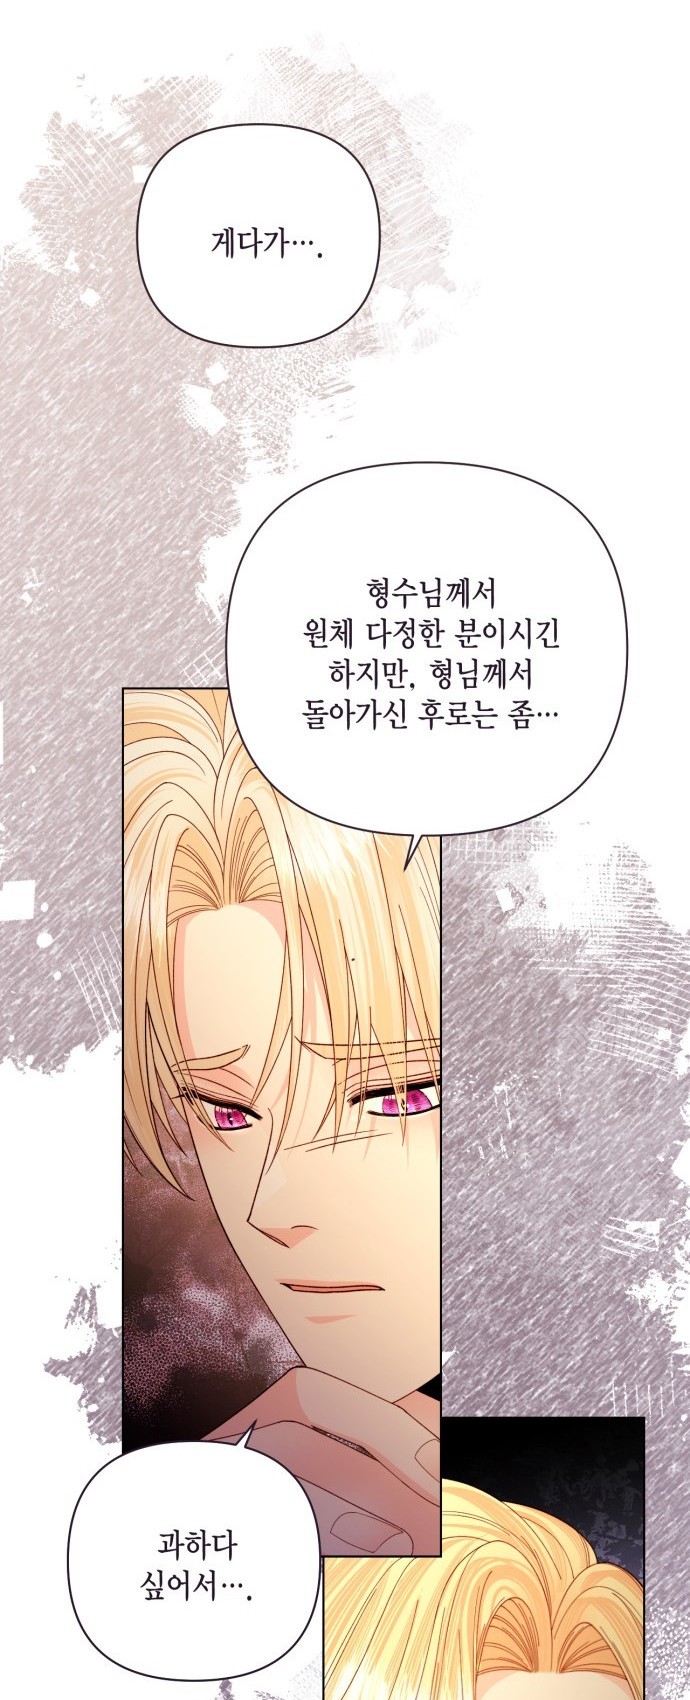 게다가….
형수님께서
원체 다정한 분이시긴
하지만, 형님께서
돌아가신 후로는 좀…
과하다
싶어서….